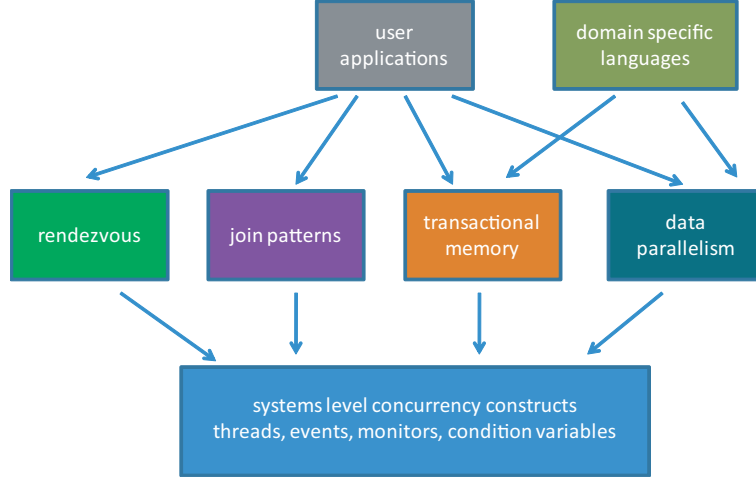 user
applications
domain specific
languages
rendezvous
join patterns
transactional
memory
data
parallelism
systems level concurrency constructs
threads, events, monitors, condition variables